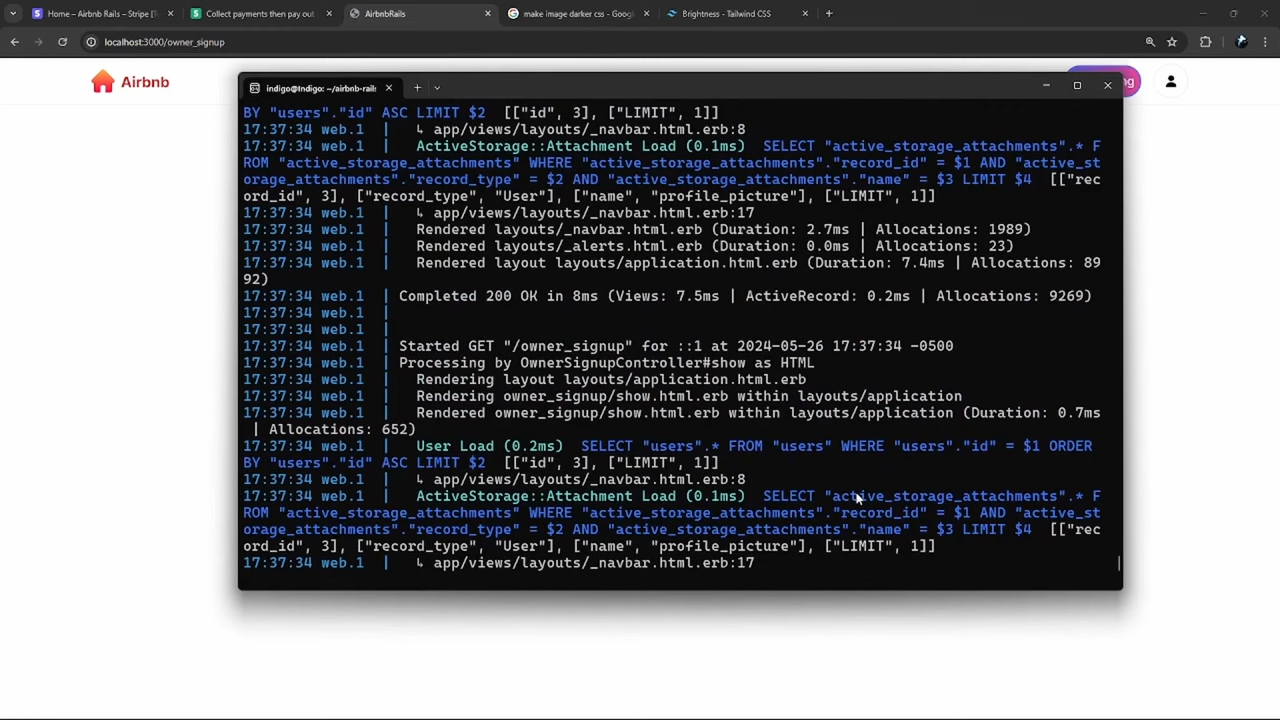 Home – Airbnb Rails – Stripe [T
Collect payments then pay out
AirbnbRails
make image darker css - Goog
Brightness - Tailwind CSS
localhost:3000/owner_signup
Airbnb
ng
indigo@Indigo: ~/airbnb-rails
BY "users"."id" ASC LIMIT $2  [["id", 3], ["LIMIT", 1]]
17:37:34 web.1  |   ↳ app/views/layouts/_navbar.html.erb:8
17:37:34 web.1  |   ActiveStorage::Attachment Load (0.1ms)  SELECT "active_storage_attachments".* F
ROM "active_storage_attachments" WHERE "active_storage_attachments"."record_id" = $1 AND "active_st
orage_attachments"."record_type" = $2 AND "active_storage_attachments"."name" = $3 LIMIT $4  [["rec
ord_id", 3], ["record_type", "User"], ["name", "profile_picture"], ["LIMIT", 1]]
17:37:34 web.1  |   ↳ app/views/layouts/_navbar.html.erb:17
17:37:34 web.1  |   Rendered layouts/_navbar.html.erb (Duration: 2.7ms | Allocations: 1989)
17:37:34 web.1  |   Rendered layouts/_alerts.html.erb (Duration: 0.0ms | Allocations: 23)
17:37:34 web.1  |   Rendered layout layouts/application.html.erb (Duration: 7.4ms | Allocations: 89
92)
17:37:34 web.1  | Completed 200 OK in 8ms (Views: 7.5ms | ActiveRecord: 0.2ms | Allocations: 9269)
17:37:34 web.1  |
17:37:34 web.1  |
17:37:34 web.1  | Started GET "/owner_signup" for ::1 at 2024-05-26 17:37:34 -0500
17:37:34 web.1  | Processing by OwnerSignupController#show as HTML
17:37:34 web.1  |   Rendering layout layouts/application.html.erb
17:37:34 web.1  |   Rendering owner_signup/show.html.erb within layouts/application
17:37:34 web.1  |   Rendered owner_signup/show.html.erb within layouts/application (Duration: 0.7ms
| Allocations: 652)
17:37:34 web.1  |   User Load (0.2ms)  SELECT "users".* FROM "users" WHERE "users"."id" = $1 ORDER
BY "users"."id" ASC LIMIT $2  [["id", 3], ["LIMIT", 1]]
17:37:34 web.1  |   ↳ app/views/layouts/_navbar.html.erb:8
17:37:34 web.1  |   ActiveStorage::Attachment Load (0.1ms)  SELECT "active_storage_attachments".* F
ROM "active_storage_attachments" WHERE "active_storage_attachments"."record_id" = $1 AND "active_st
orage_attachments"."record_type" = $2 AND "active_storage_attachments"."name" = $3 LIMIT $4  [["rec
ord_id", 3], ["record_type", "User"], ["name", "profile_picture"], ["LIMIT", 1]]
17:37:34 web.1  |   ↳ app/views/layouts/_navbar.html.erb:17